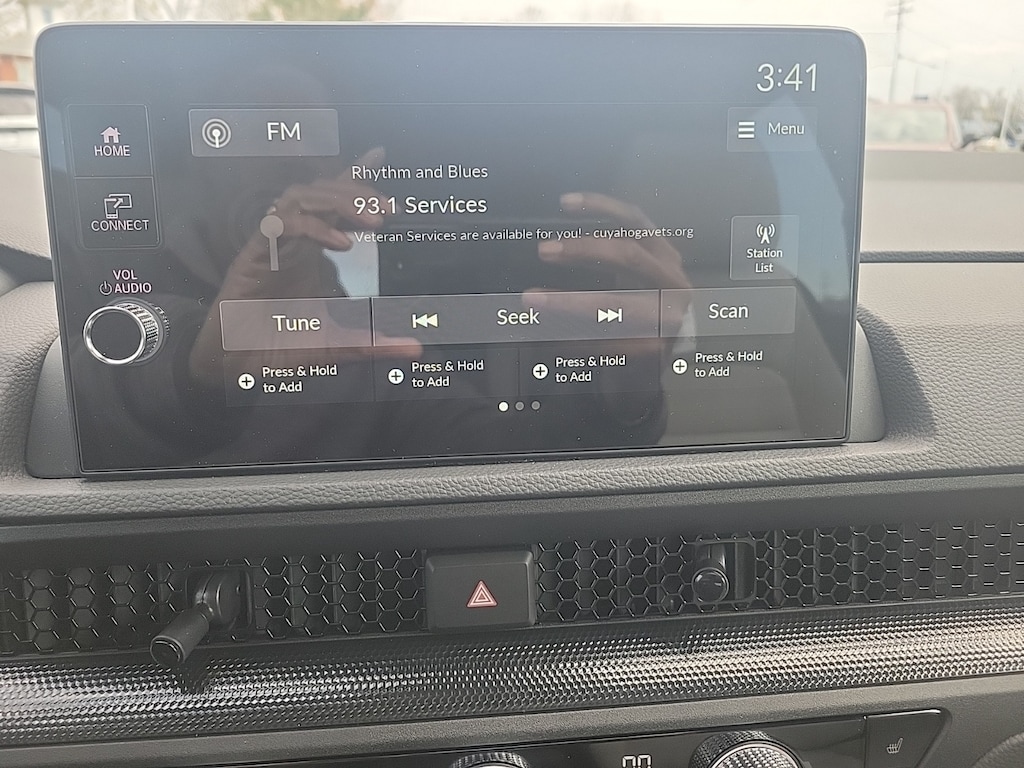 3:41
HOME
FM
Menu
Rhythm and Blues
93.1 Services
CONNECT
Veteran Services are available for you! - cuyahogavets.org
Station
List
VOL
AUDIO
Tune
Seek
Scan
Press & Hold
to Add
Press & Hold
to Add
Press & Hold
to Add
Press & Hold
to Add